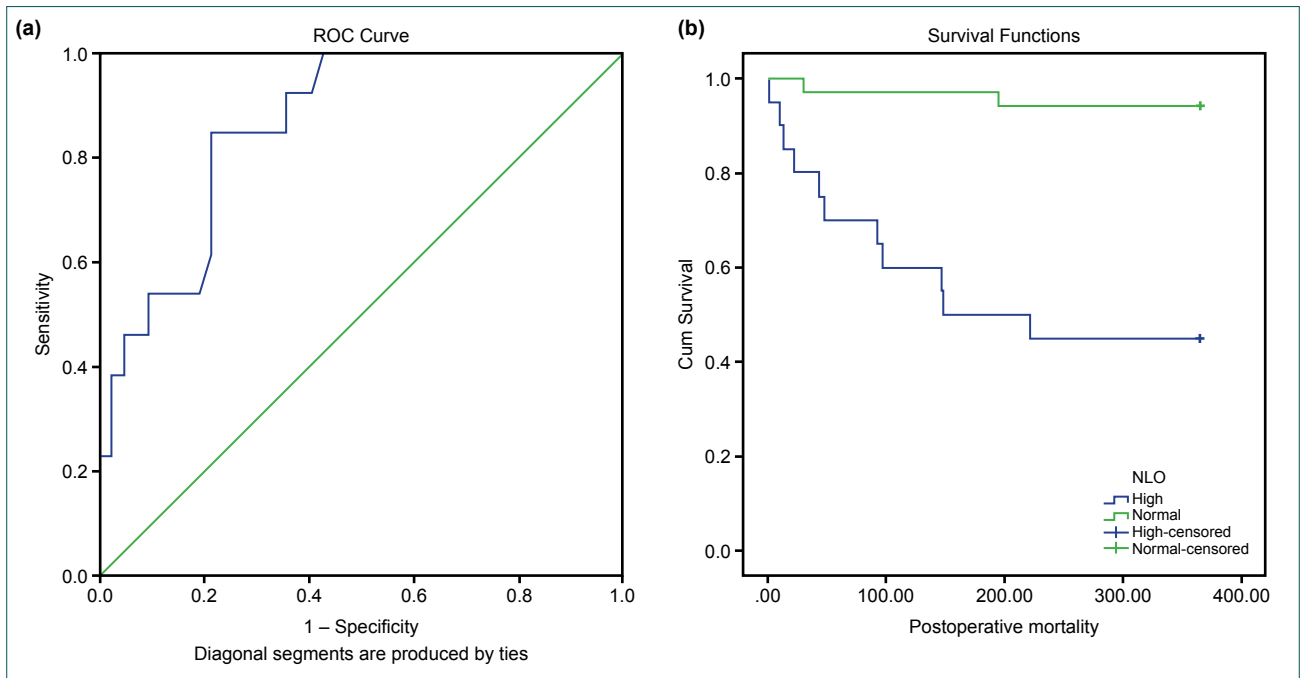 (a)
ROC Curve
1.0
0.8
0.6
0.4
0.2
0.0
Sensitivity
0.0 0.2 0.4 0.6 0.8 1.0
1 – Specificity
Diagonal segments are produced by ties
(b)
Survival Functions
1.0
0.8
0.6
0.4
0.2
0.0
Cum Survival
NLO
High
Normal
High-censored
Normal-censored
.00 100.00 200.00 300.00 400.00
Postoperative mortality